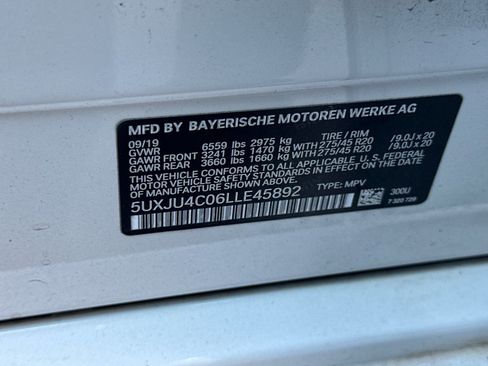 MFD BY BAYERISCHE MOTOREN WERKE AG
09/19 TIRE / RIM
GVWR 6559 lbs 2975 kg
GAWR FRONT 3241 lbs 1470 kg WITH 275/45 R20 /9.0J x 20
GAWR REAR 3660 lbs 1660 kg WITH 275/45 R20 /9.0J x 20
THIS VEHICLE CONFORMS TO ALL APPLICABLE FEDERAL
MOTOR VEHICLE SAFETY STANDARDS IN EFFECT ON THE
DATE OF MANUFACTURE SHOWN ABOVE.
5UXJU4C06LLE45892 TYPE: MPV
300U
7 320 729